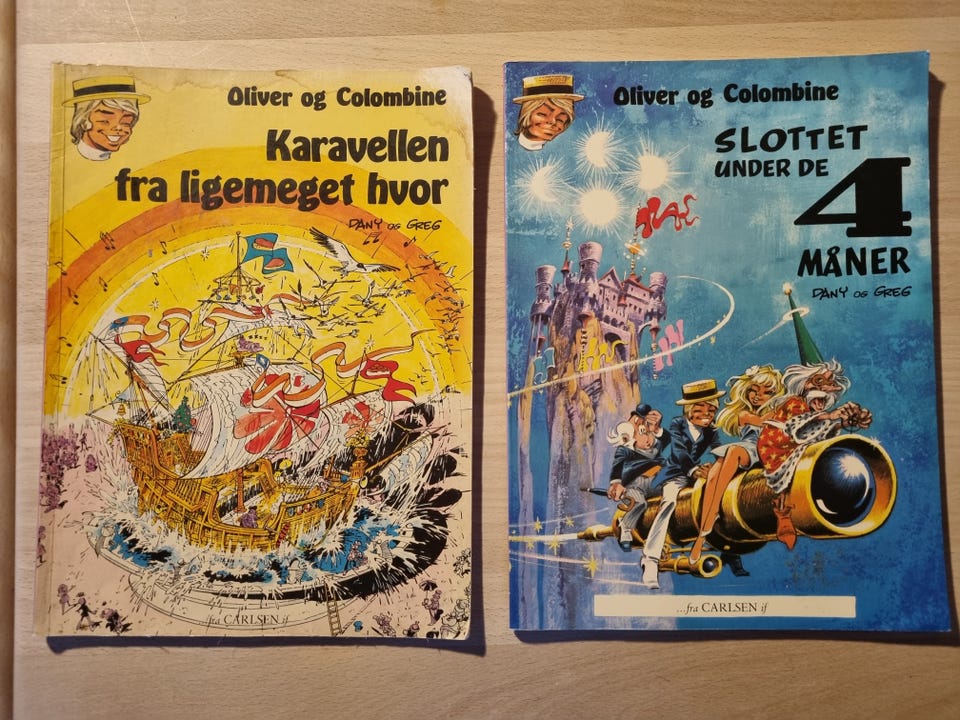 Oliver og Colombine
Karavellen
fra ligemeget hvor
DANY OG GREG
fra CARLSEN if
Oliver og Colombine
SLOTTET
UNDER DE
4
MÅNER
DANY OG GREG
...fra CARLSEN if